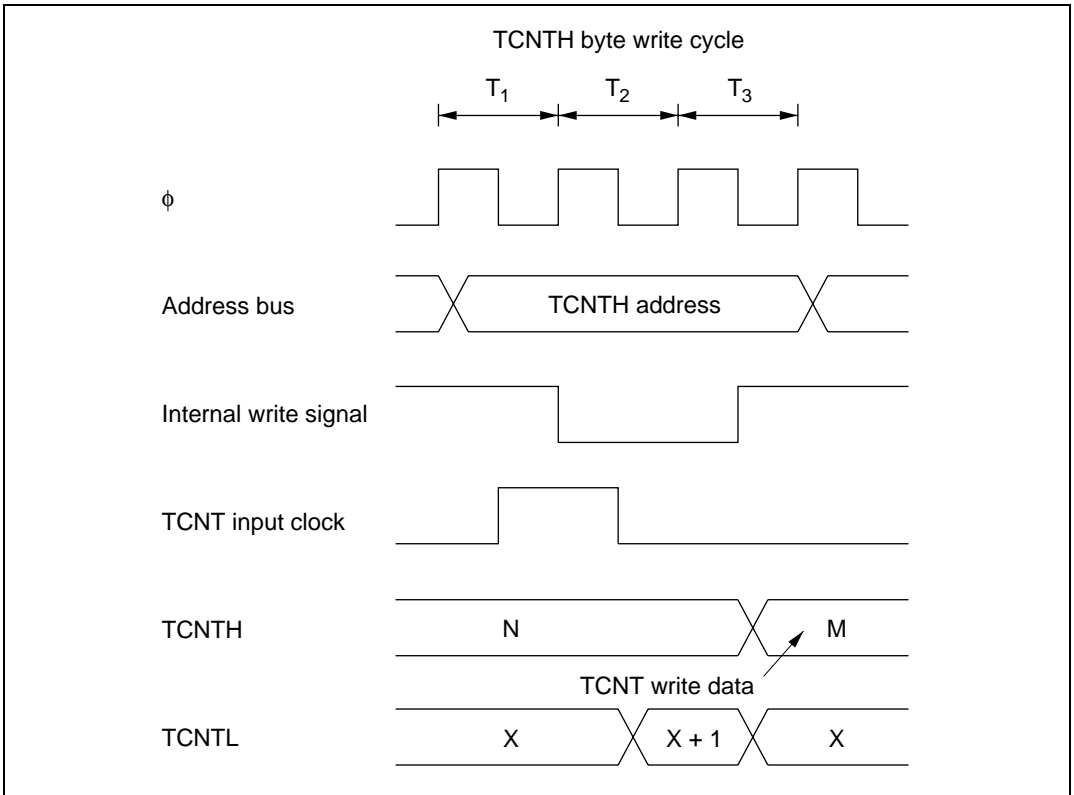 TCNTH byte write cycle
T1 T2 T3
φ
Address bus TCNTH address
Internal write signal
TCNT input clock
TCNTH N M
TCNT write data
TCNTL X X + 1 X